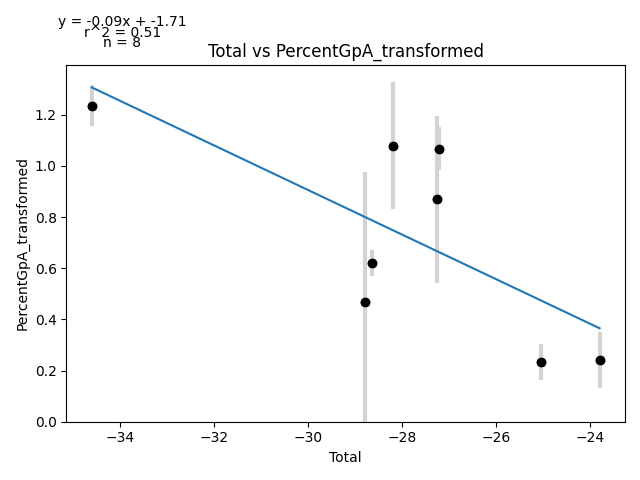 y = -0.09x + -1.71
r^2 = 0.51
n = 8
Total vs PercentGpA_transformed
PercentGpA_transformed
1.2
1.0
0.8
0.6
0.4
0.2
0.0
−34
−32
−30
−28
−26
−24
Total